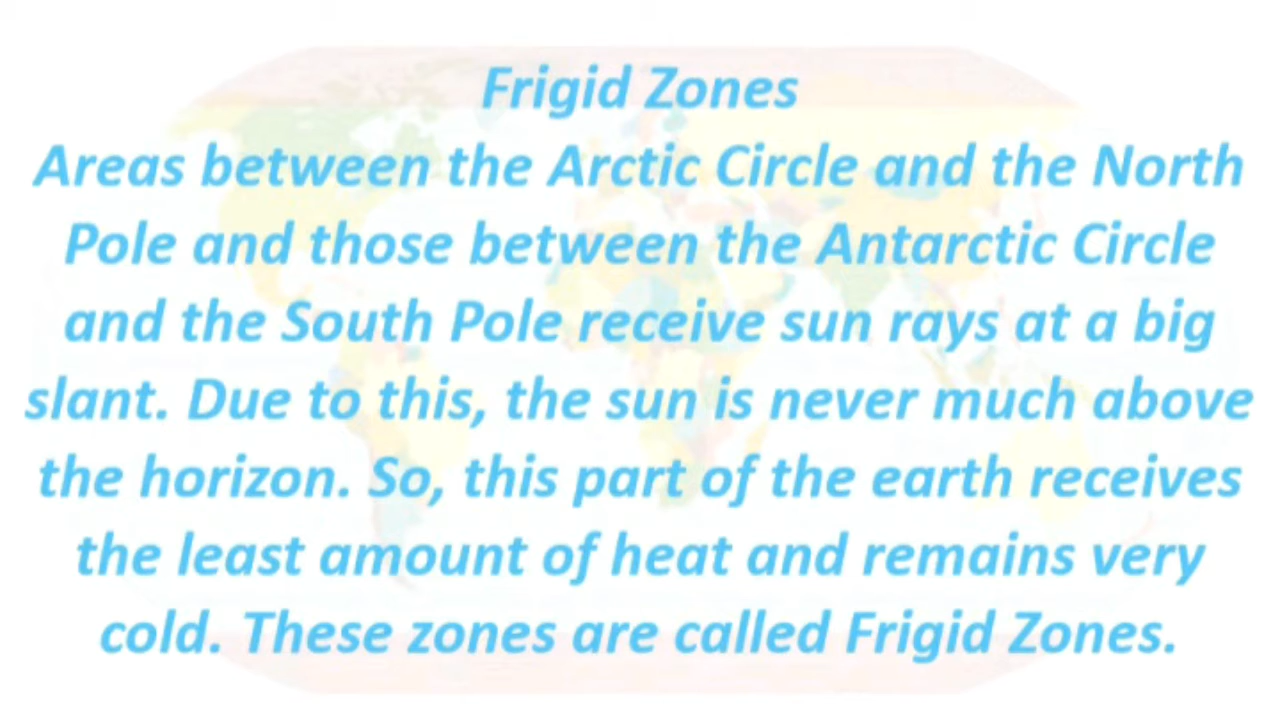 Frigid Zones
Areas between the Arctic Circle and the North
Pole and those between the Antarctic Circle
and the South Pole receive sun rays at a big
slant. Due to this, the sun is never much above
the horizon. So, this part of the earth receives
the least amount of heat and remains very
cold. These zones are called Frigid Zones.